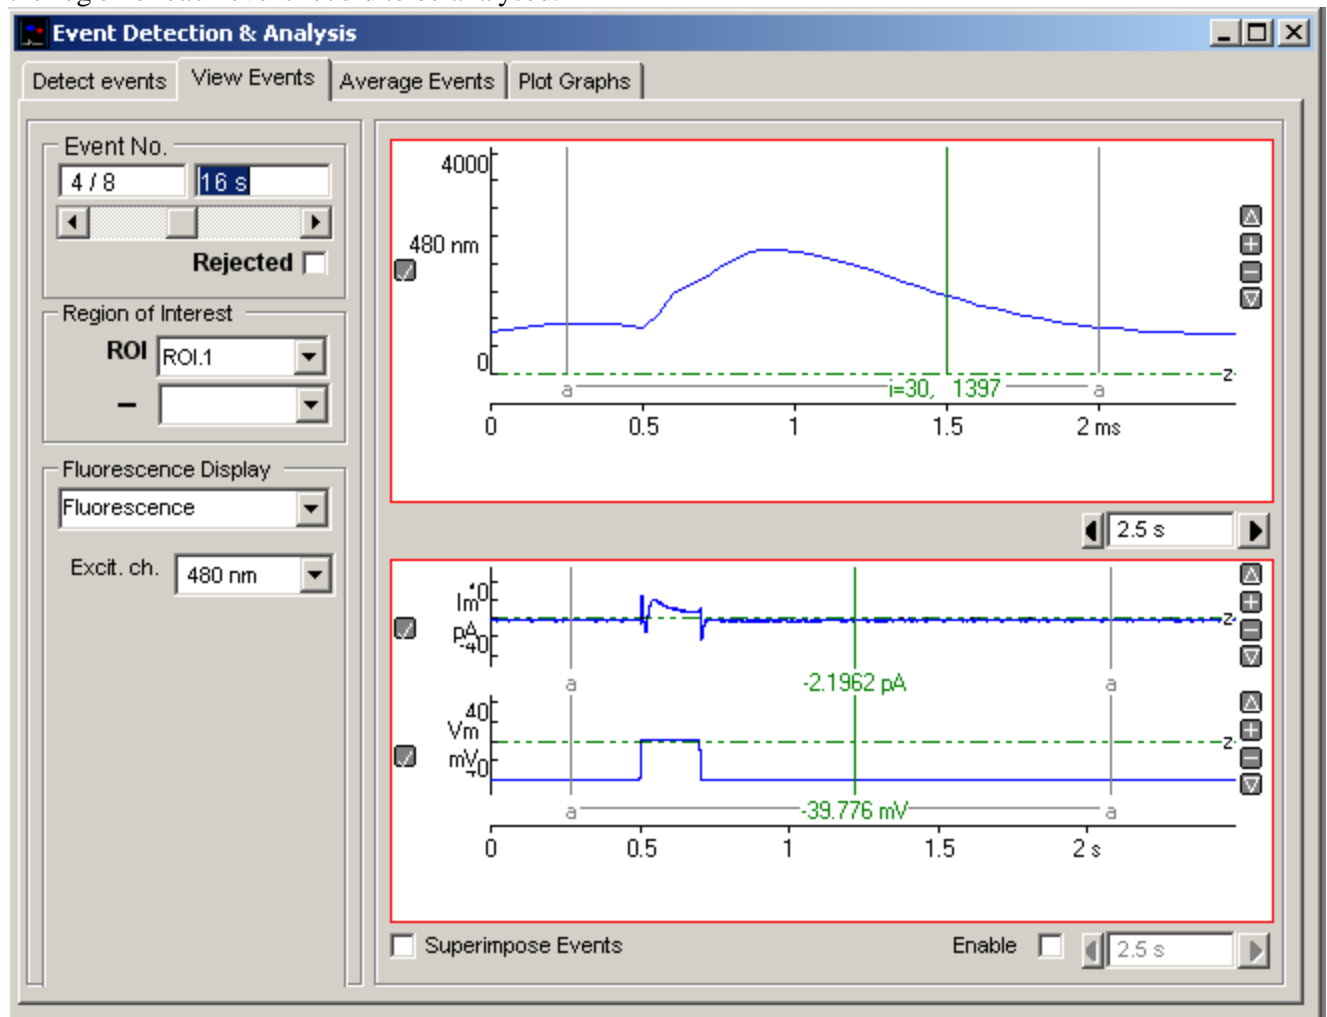 Event Detection & Analysis
Detect events View Events Average Events Plot Graphs
Event No.
4 / 8 16 s
Rejected
Region of Interest
ROI ROI.1
–
Fluorescence Display
Fluorescence
Excit. ch. 480 nm
4000
480 nm
0
z
a i=30, 1397 a
0 0.5 1 1.5 2 ms
2.5 s
Im
pA
z
a -2.1962 pA a
40
Vm
mV
z
a -39.776 mV a
0 0.5 1 1.5 2 s
Superimpose Events Enable 2.5 s